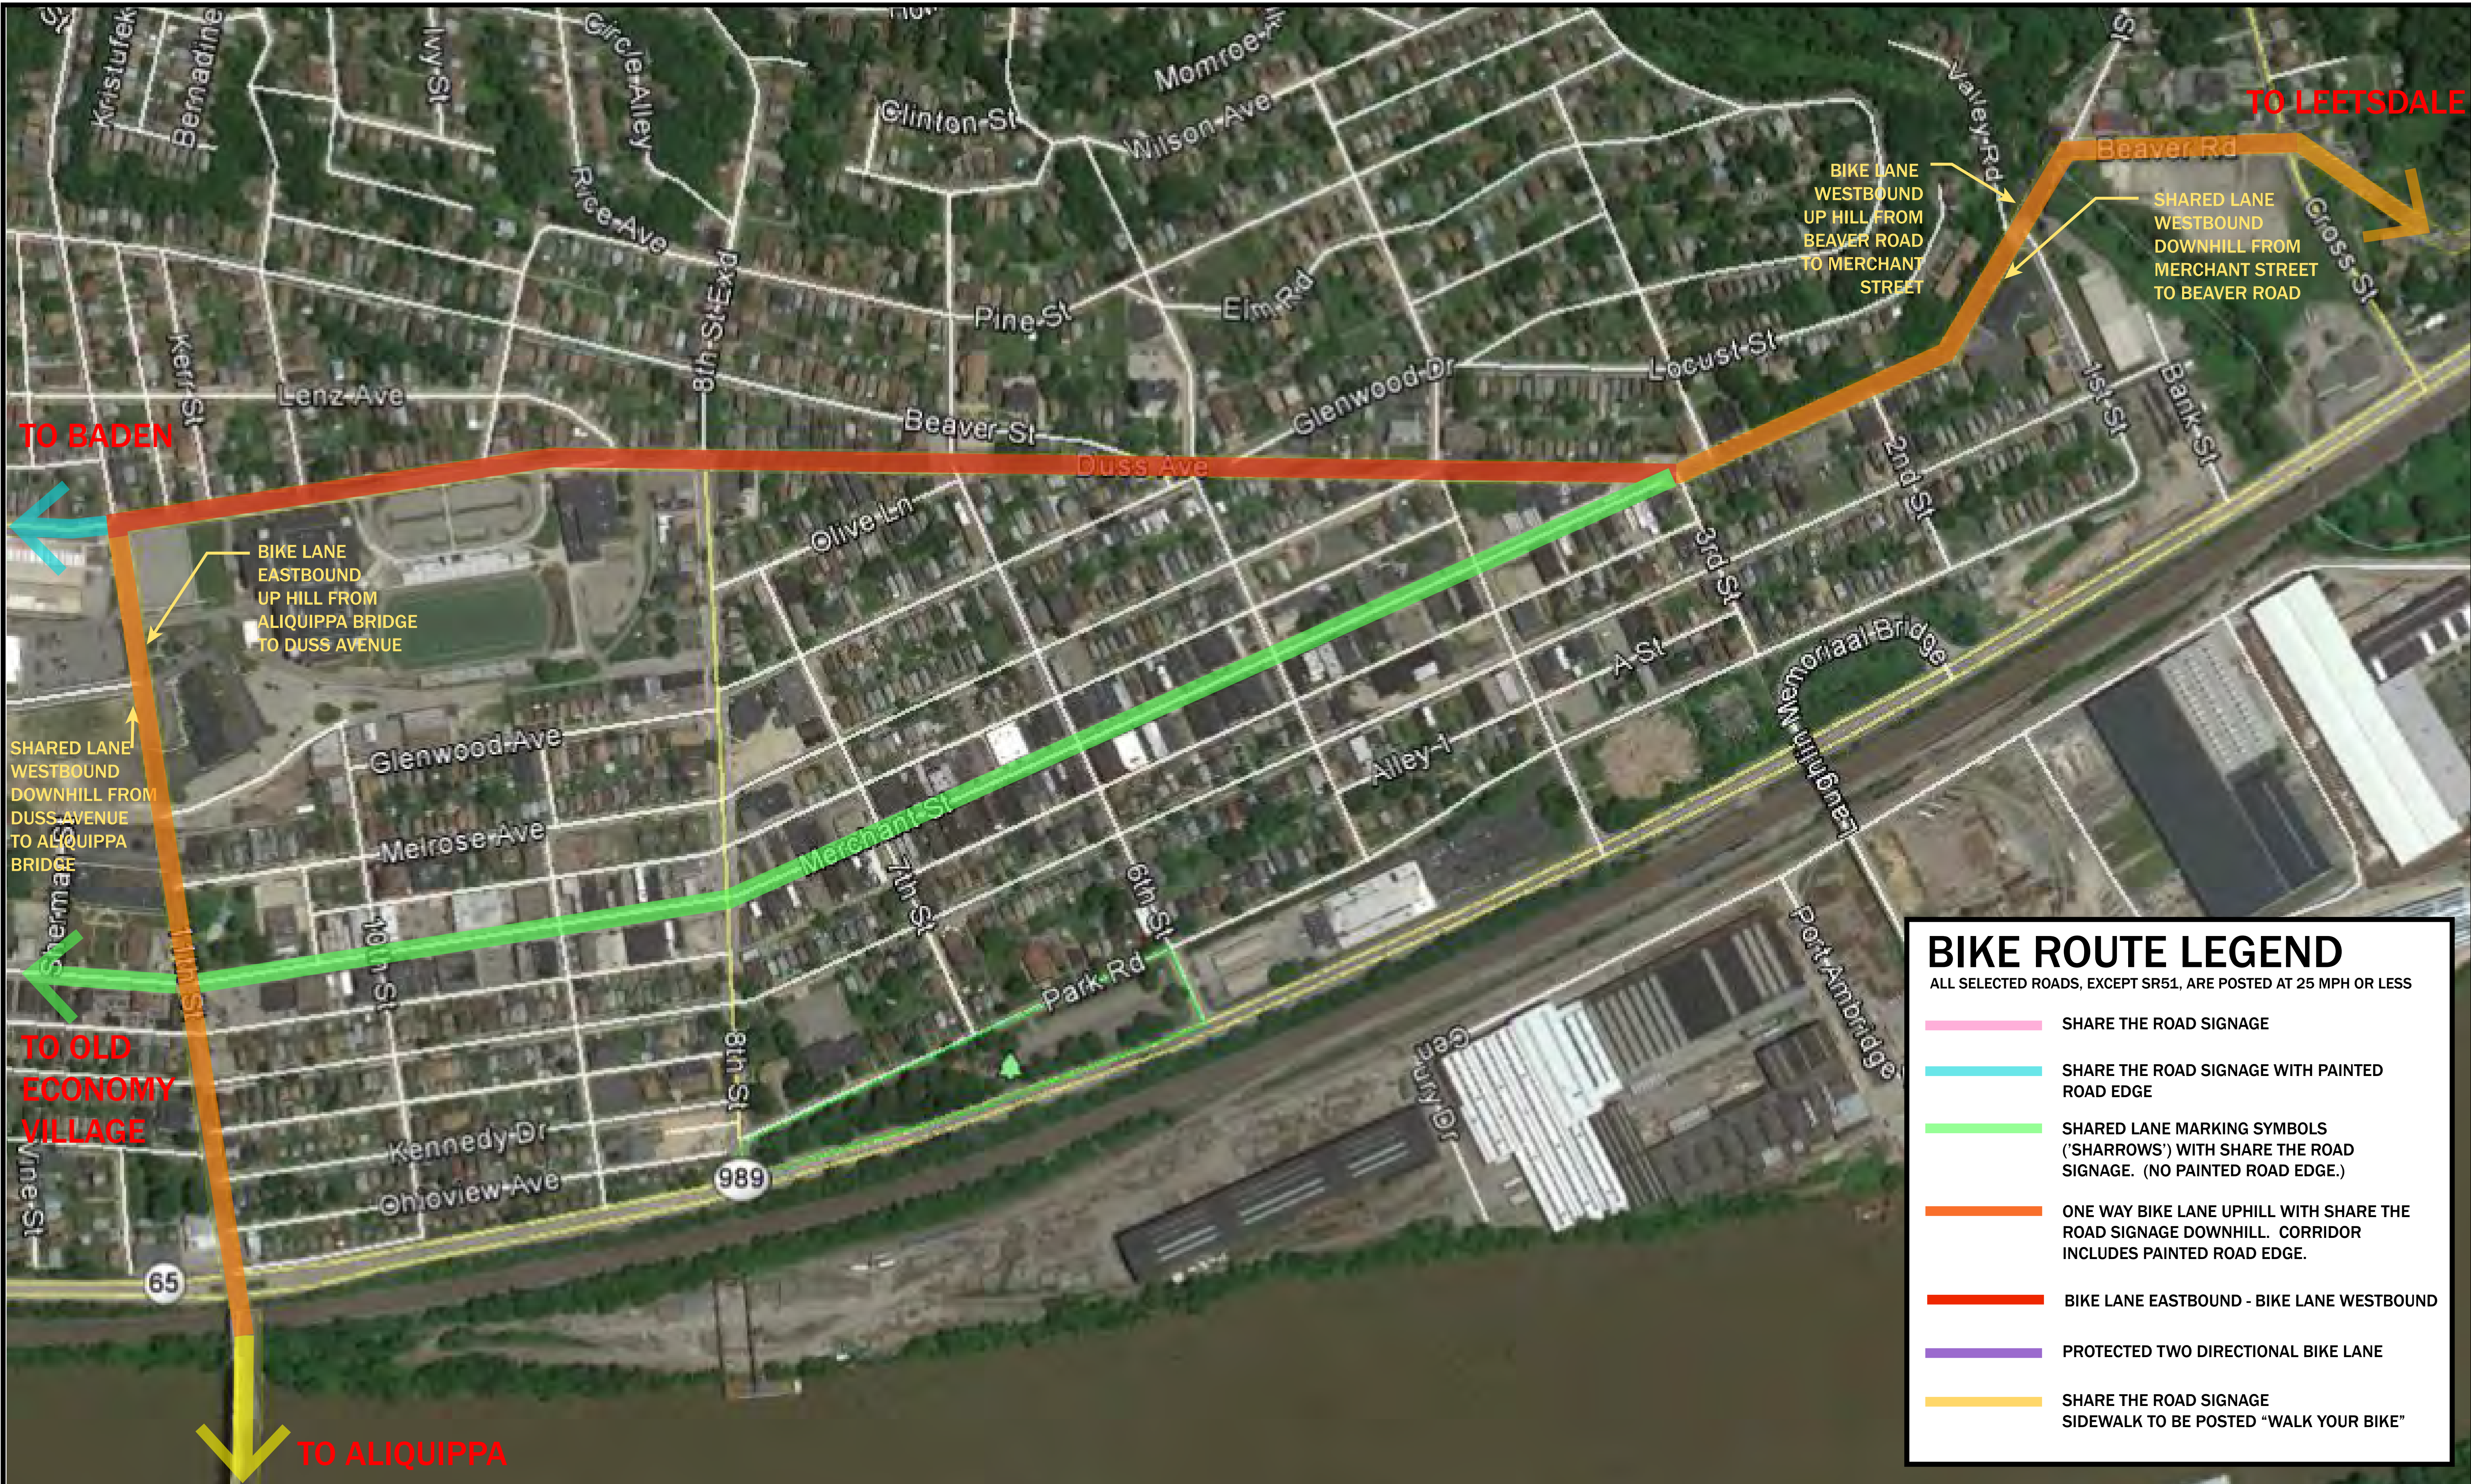 Kristufek
Bernadine
Ivy St
Circle Alley
Clinton St
Momroe
Wilson Ave
Valley Rd
St
TO LEETSDALE
Beaver Rd
BIKE LANE
WESTBOUND
UP HILL FROM
BEAVER ROAD
TO MERCHANT
STREET
SHARED LANE
WESTBOUND
DOWNHILL FROM
MERCHANT STREET
TO BEAVER ROAD
Cross St
Rice Ave
8th St Exd
Pine St
Elm Rd
Kerr St
Lenz Ave
Beaver St
Glenwood Dr
Locust St
1st St
Bank St
2nd St
TO BADEN
Duss Ave
Olive Ln
3rd St
BIKE LANE
EASTBOUND
UP HILL FROM
ALIQUIPPA BRIDGE
TO DUSS AVENUE
SHARED LANE
WESTBOUND
DOWNHILL FROM
DUSS AVENUE
TO ALIQUIPPA
BRIDGE
Glenwood Ave
A St
Alley 1
Laughlin Memoriaal Bridge
Melrose Ave
Merchant St
Sherman St
11th St
10th St
7th St
6th St
Park Rd
Port Ambridge
TO OLD
ECONOMY
VILLAGE
8th St
Century Dr
Kennedy Dr
Ohioview Ave
Vine St
989
65
TO ALIQUIPPA
BIKE ROUTE LEGEND
ALL SELECTED ROADS, EXCEPT SR51, ARE POSTED AT 25 MPH OR LESS
SHARE THE ROAD SIGNAGE
SHARE THE ROAD SIGNAGE WITH PAINTED
ROAD EDGE
SHARED LANE MARKING SYMBOLS
('SHARROWS') WITH SHARE THE ROAD
SIGNAGE. (NO PAINTED ROAD EDGE.)
ONE WAY BIKE LANE UPHILL WITH SHARE THE
ROAD SIGNAGE DOWNHILL. CORRIDOR
INCLUDES PAINTED ROAD EDGE.
BIKE LANE EASTBOUND - BIKE LANE WESTBOUND
PROTECTED TWO DIRECTIONAL BIKE LANE
SHARE THE ROAD SIGNAGE
SIDEWALK TO BE POSTED “WALK YOUR BIKE”